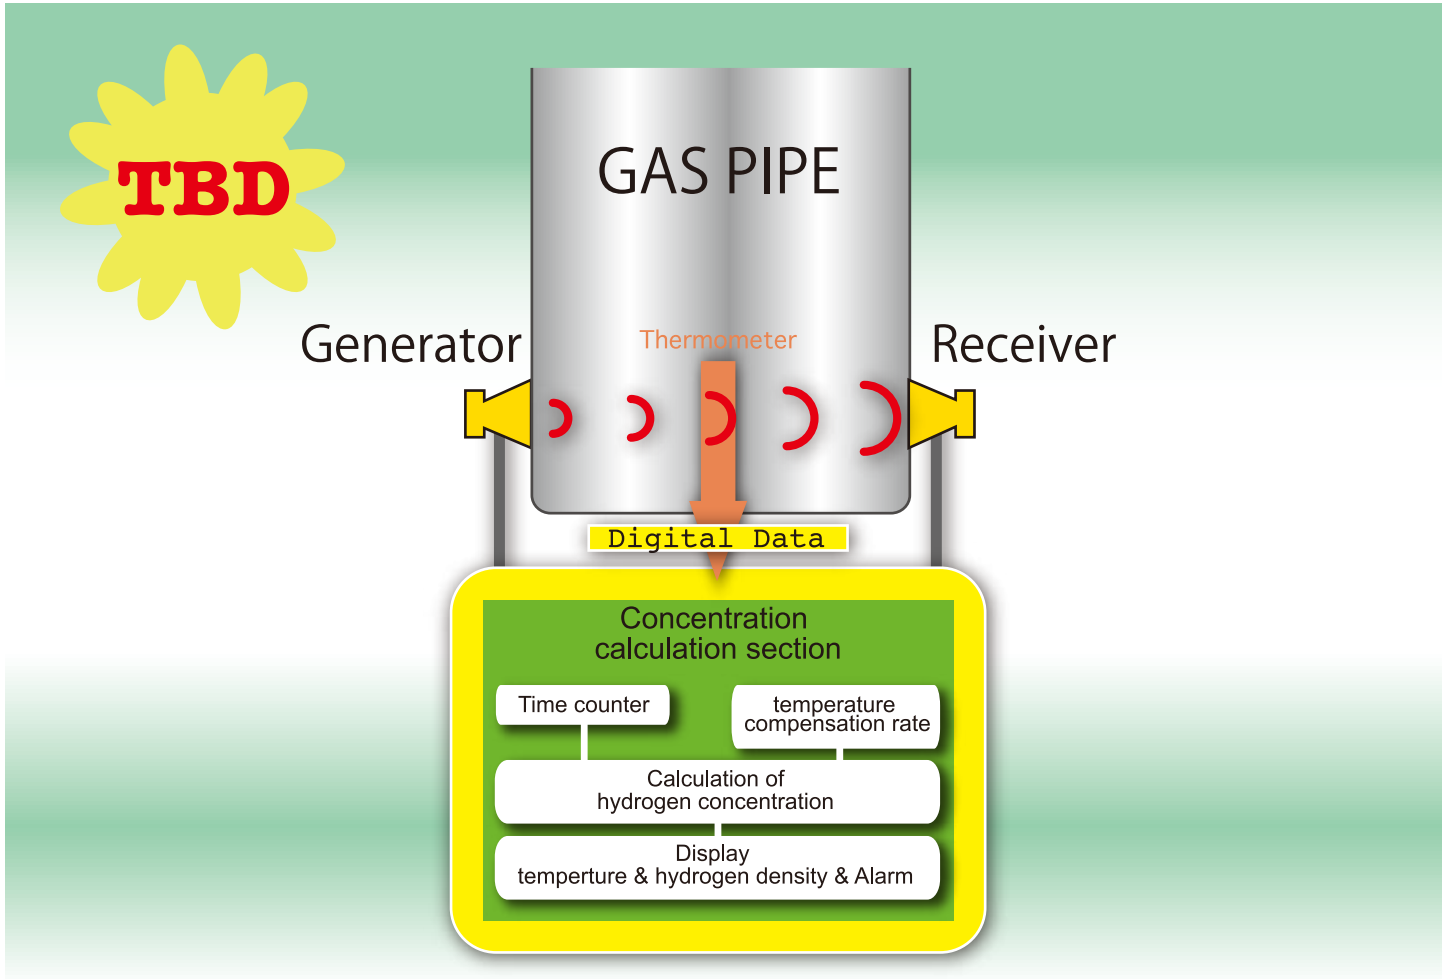 TBD
GAS PIPE
Generator
Thermometer
Receiver
Digital Data
Concentration
calculation section
Time counter
temperature
compensation rate
Calculation of
hydrogen concentration
Display
temperture & hydrogen density & Alarm